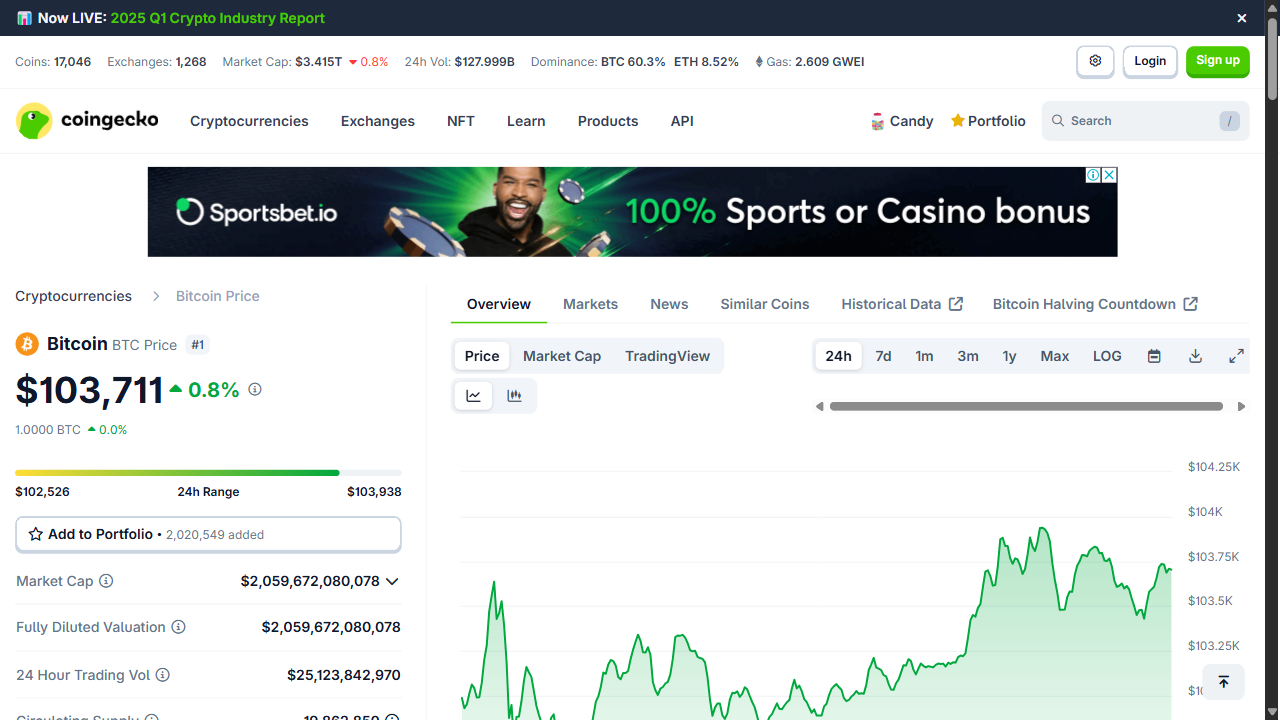 Now LIVE: 2025 Q1 Crypto Industry Report
Coins: 17,046 Exchanges: 1,268 Market Cap: $3.415T 0.8% 24h Vol: $127.999B Dominance: BTC 60.3% ETH 8.52% Gas: 2.609 GWEI
Login
Sign up
coingecko
Cryptocurrencies Exchanges NFT Learn Products API
Candy Portfolio Search /
Sportsbet.io 100% Sports or Casino bonus
Cryptocurrencies Bitcoin Price
Bitcoin BTC Price #1
$103,711 0.8%
1.0000 BTC 0.0%
$102,526 24h Range $103,938
Add to Portfolio • 2,020,549 added
Market Cap $2,059,672,080,078
Fully Diluted Valuation $2,059,672,080,078
24 Hour Trading Vol $25,123,842,970
Circulating Supply 19,862,850
Overview Markets News Similar Coins Historical Data Bitcoin Halving Countdown
Price Market Cap TradingView
24h 7d 1m 3m 1y Max LOG
$104.25K
$104K
$103.75K
$103.5K
$103.25K